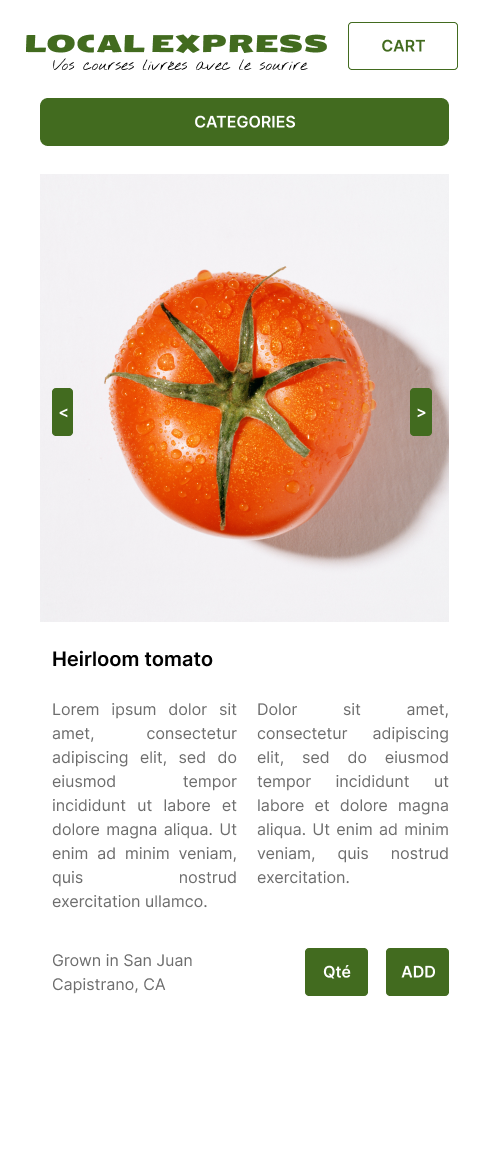 LOCAL EXPRESS
Vos courses livrées avec le sourire
CART
CATEGORIES
<
>
Heirloom tomato
Lorem ipsum dolor sit
amet, consectetur
adipiscing elit, sed do
eiusmod tempor
incididunt ut labore et
dolore magna aliqua. Ut
enim ad minim veniam,
quis nostrud
exercitation ullamco.
Dolor sit amet,
consectetur adipiscing
elit, sed do eiusmod
tempor incididunt ut
labore et dolore magna
aliqua. Ut enim ad minim
veniam, quis nostrud
exercitation.
Grown in San Juan
Capistrano, CA
Qté
ADD